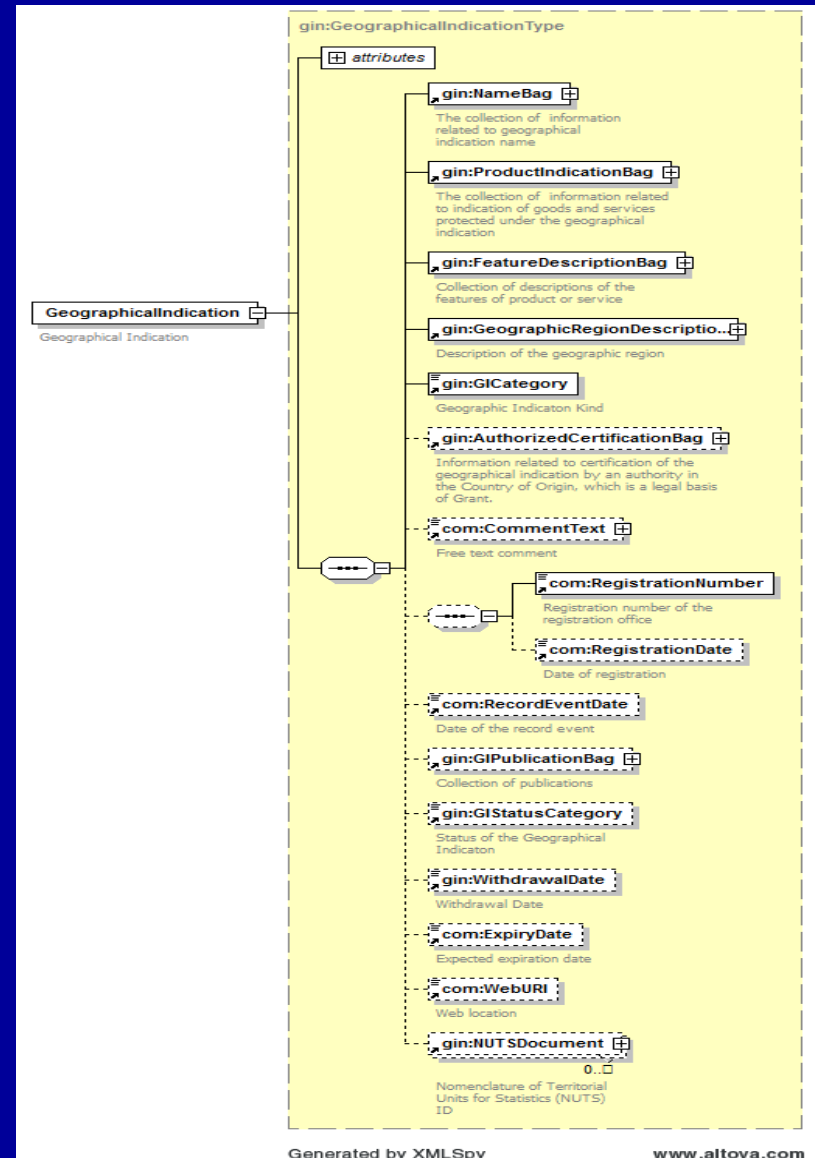 gin:GeographicalIndicationType
attributes
gin:NameBag
The collection of information
related to geographical
indication name
gin:ProductIndicationBag
The collection of information related
to indication of goods and services
protected under the geographical
indication
gin:FeatureDescriptionBag
Collection of descriptions of the
features of product or service
GeographicalIndication
Geographical Indication
gin:GeographicRegionDescriptio...
Description of the geographic region
gin:GICategory
Geographic Indicaton Kind
gin:AuthorizedCertificationBag
Information related to certification of the
geographical indication by an authority in
the Country of Origin, which is a legal basis
of Grant.
com:CommentText
Free text comment
com:RegistrationNumber
Registration number of the
registration office
com:RegistrationDate
Date of registration
com:RecordEventDate
Date of the record event
gin:GIPublicationBag
Collection of publications
gin:GIStatusCategory
Status of the Geographical
Indicaton
gin:WithdrawalDate
Withdrawal Date
com:ExpiryDate
Expected expiration date
com:WebURI
Web location
gin:NUTSDocument
0..□
Nomenclature of Territorial
Units for Statistics (NUTS)
ID
Generated by XMLSpy
www.altova.com